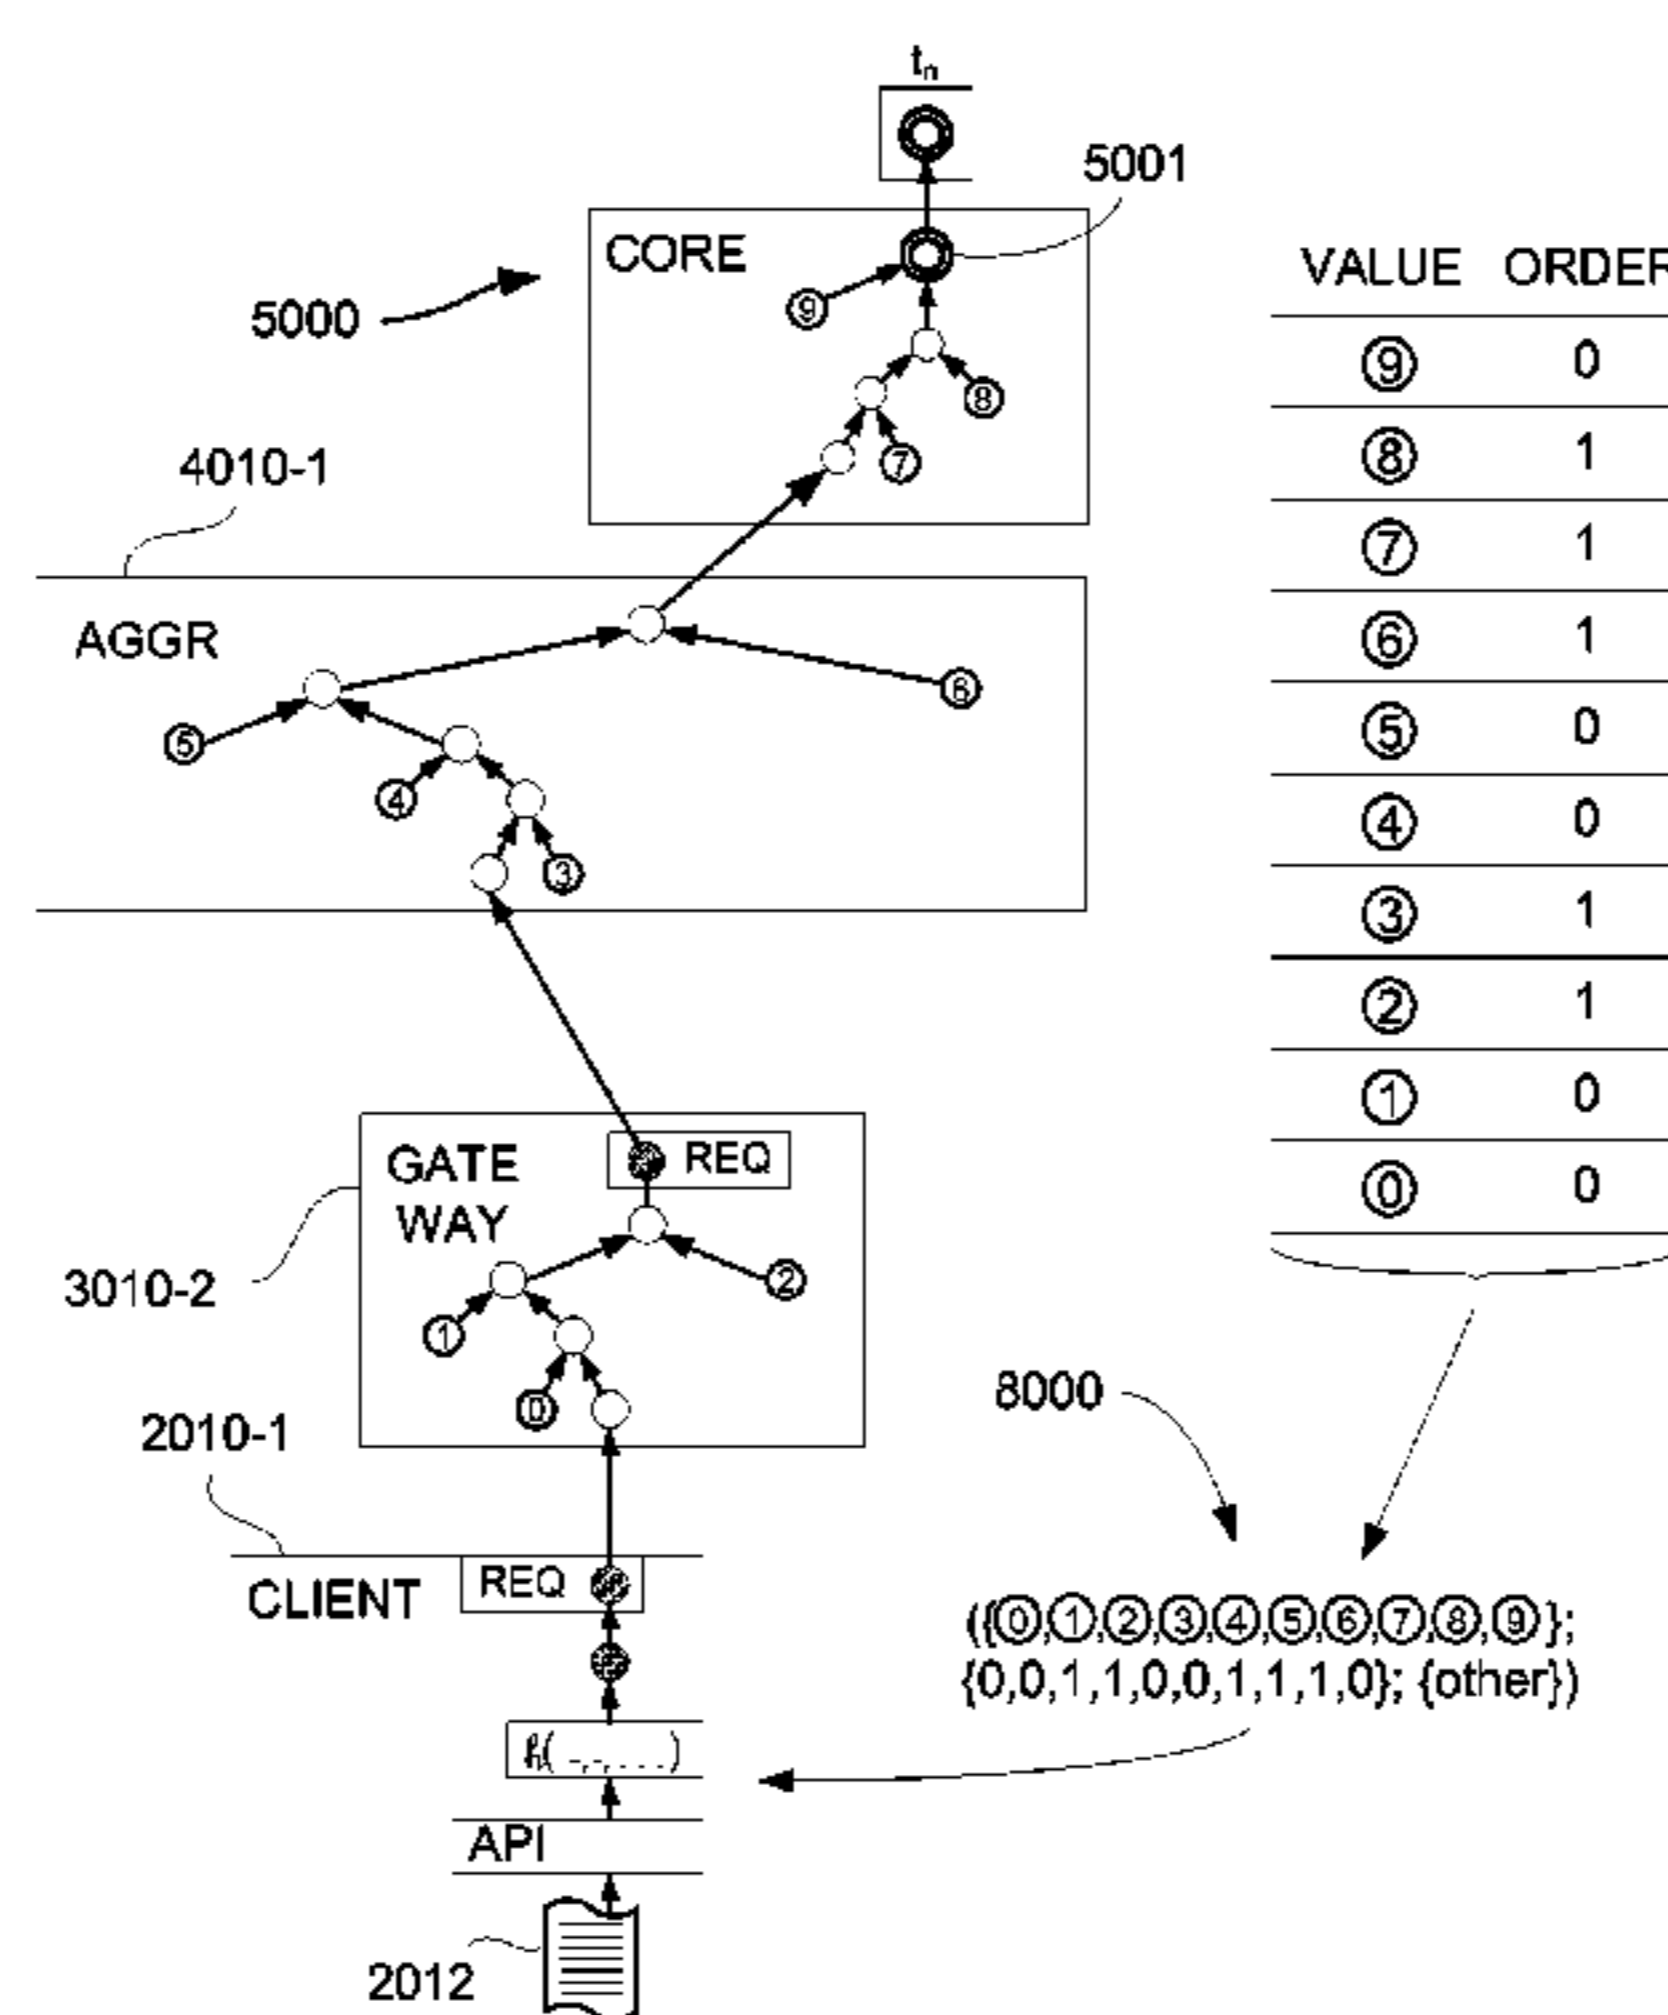 tn
5001
CORE
⑨
5000
⑧
⑦
4010-1
AGGR
⑥
⑤
④
③
GATE
WAY
REQ
3010-2
②
①
⓪
2010-1
CLIENT
REQ
h( -,-, . . . )
API
2012
VALUE ORDER
⑨ 0
⑧ 1
⑦ 1
⑥ 1
⑤ 0
④ 0
③ 1
② 1
① 0
⓪ 0
8000
({⓪,①,②,③,④,⑤,⑥,⑦,⑧,⑨};
{0,0,1,1,0,0,1,1,1,0}; {other})